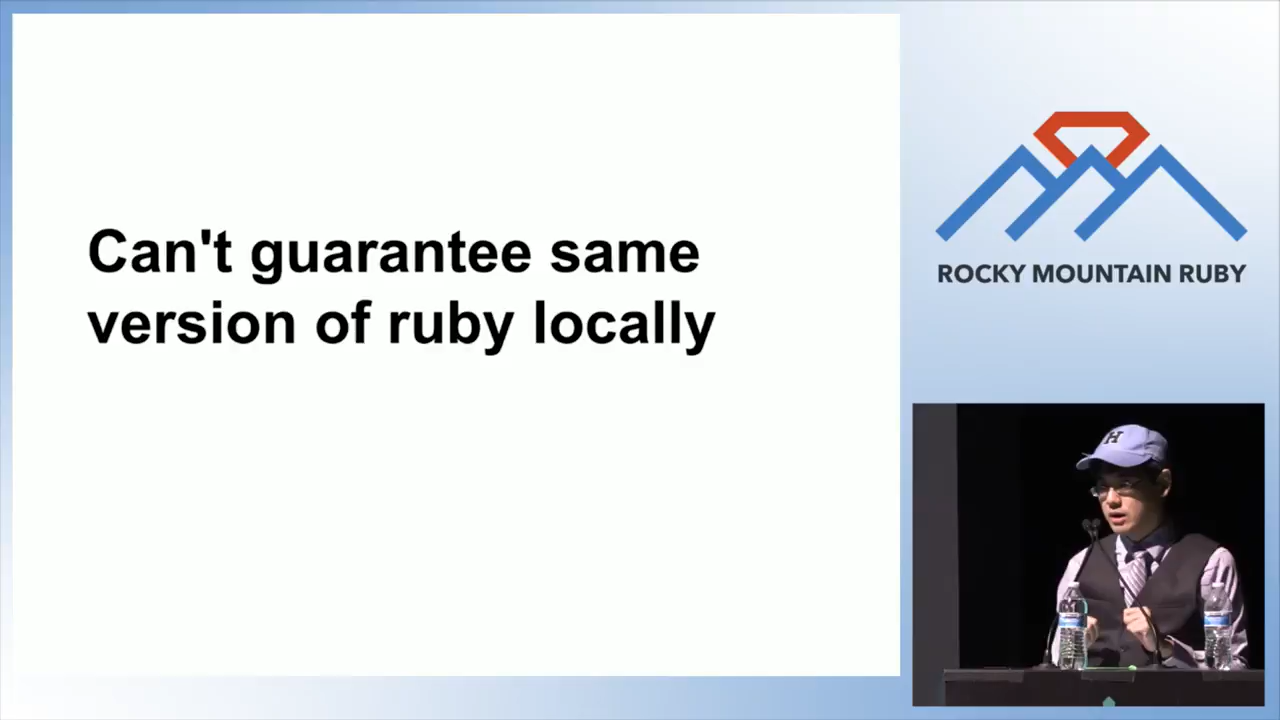 Can't guarantee same
version of ruby locally
ROCKY MOUNTAIN RUBY
H